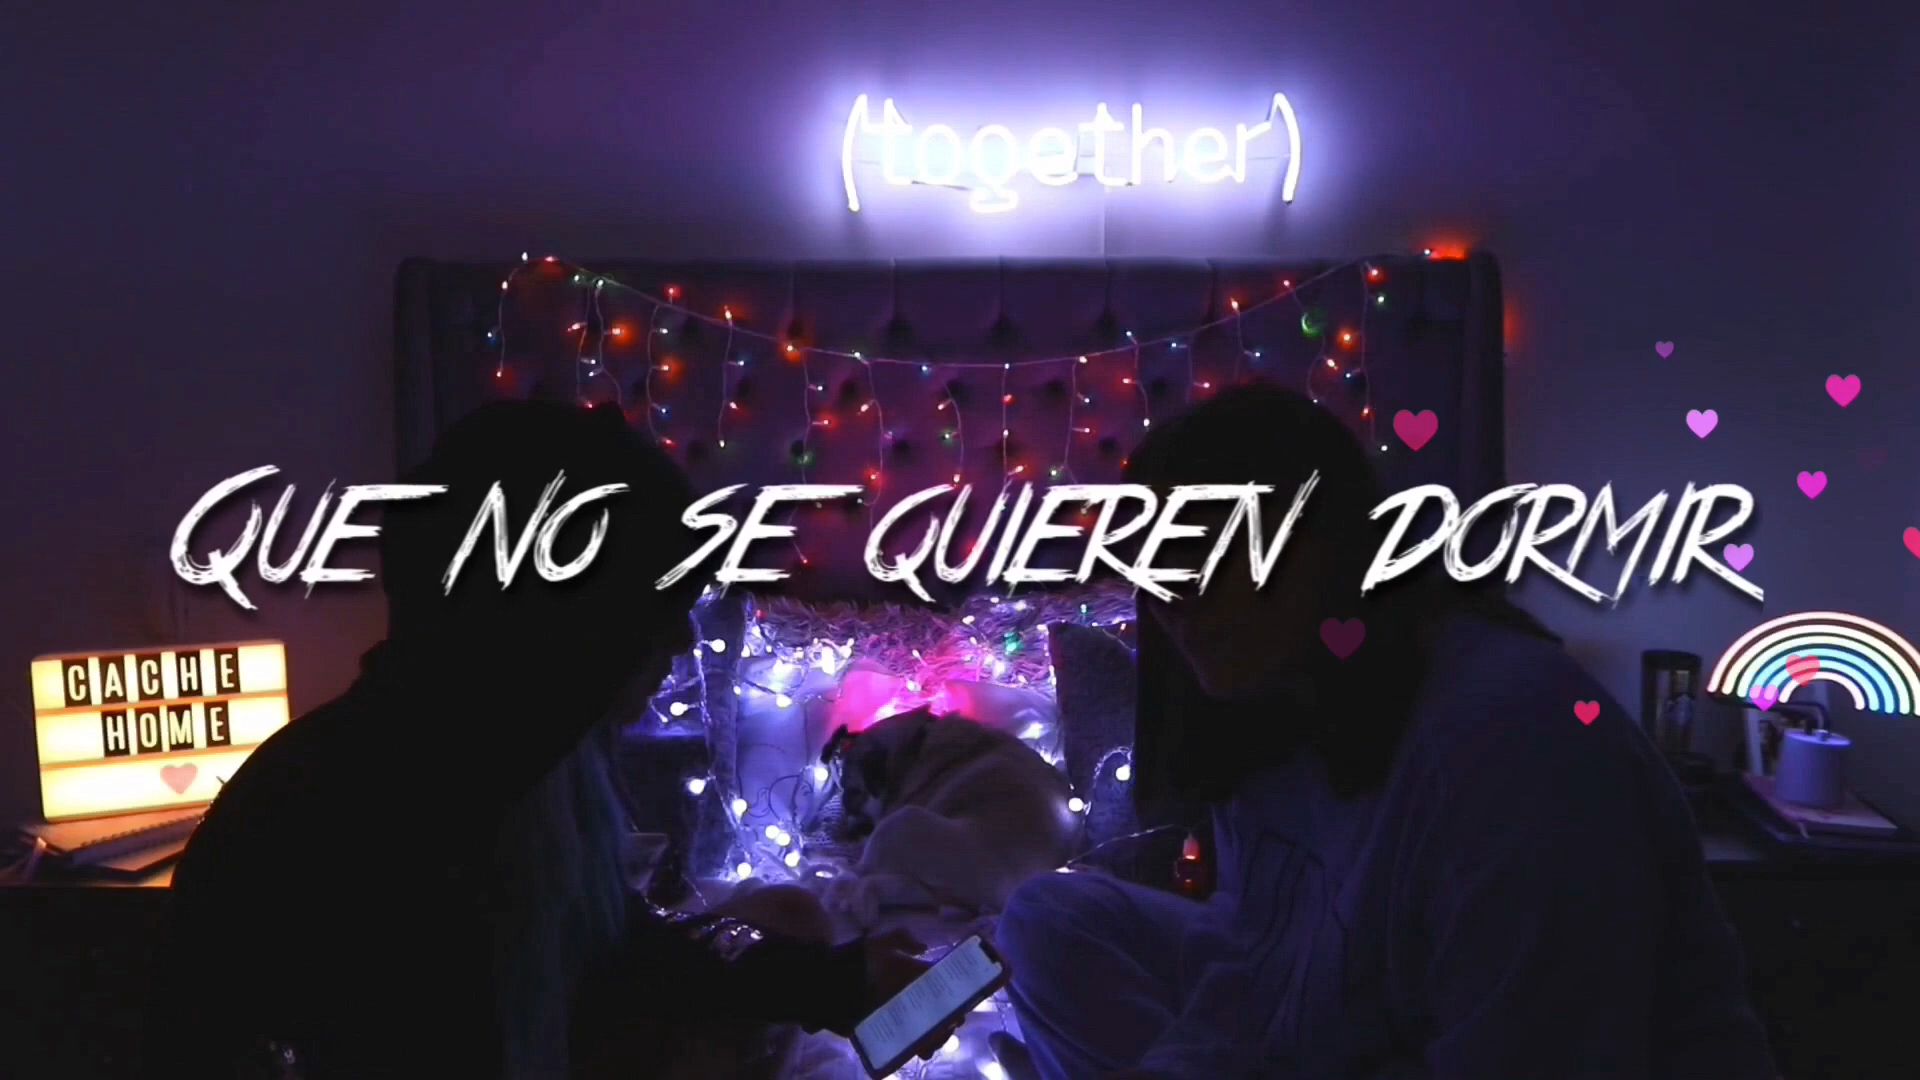 (together)
QUE NO SE QUIEREN DORMIR
CACHE
HOME